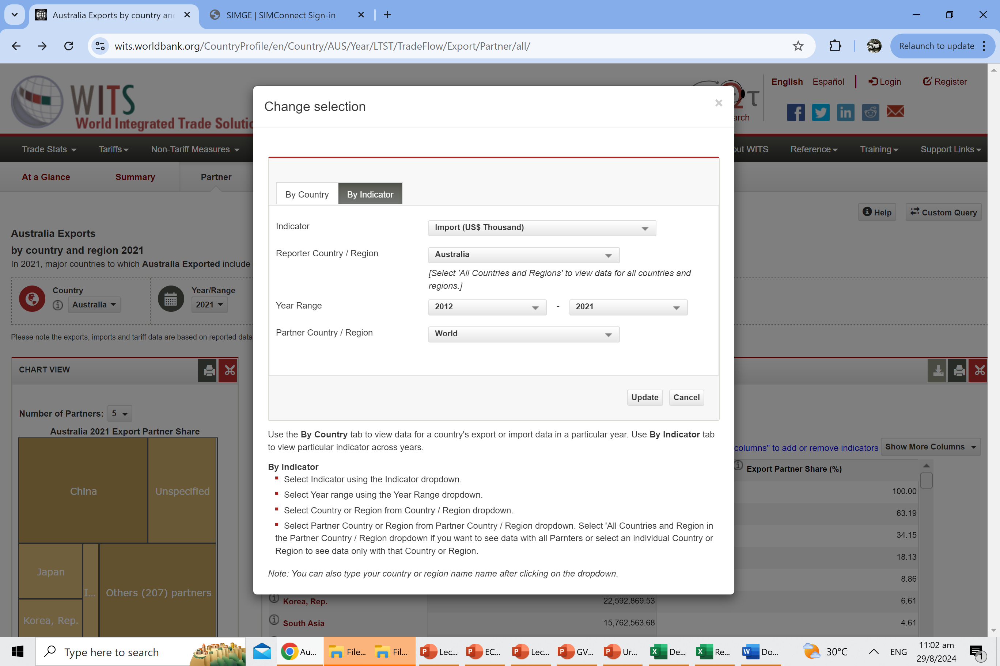 Australia Exports by country an
SIMGE | SIMConnect Sign-in
wits.worldbank.org/CountryProfile/en/Country/AUS/Year/LTST/TradeFlow/Export/Partner/all/
Relaunch to update
WITS
World Integrated Trade Solutio
English Español Login Register
arch
Trade Stats Tariffs Non-Tariff Measures out WITS Reference Training Support Links
At a Glance Summary Partner
Help Custom Query
Australia Exports
by country and region 2021
In 2021, major countries to which Australia Exported include
Country
Australia
Year/Range
2021
Please note the exports, imports and tariff data are based on reported data
CHART VIEW
Number of Partners: 5
Australia 2021 Export Partner Share
China
Unspecified
Japan
I...
Others (207) partners
Korea, Rep.
Change selection
×
By Country By Indicator
Indicator Import (US$ Thousand)
Reporter Country / Region Australia
[Select 'All Countries and Regions' to view data for all countries and
regions.]
Year Range 2012 - 2021
Partner Country / Region World
Update Cancel
Use the By Country tab to view data for a country's export or import data in a particular year. Use By Indicator tab
to view particular indicator across years.
By Indicator
Select Indicator using the Indicator dropdown.
Select Year range using the Year Range dropdown.
Select Country or Region from Country / Region dropdown.
Select Partner Country or Region from Partner Country / Region dropdown. Select 'All Countries and Region in
the Partner Country / Region dropdown if you want to see data with all Parnters or select an individual Country or
Region to see data only with that Country or Region.
Note: You can also type your country or region name name after clicking on the dropdown.
columns" to add or remove indicators Show More Columns
Export Partner Share (%)
100.00
63.19
34.15
18.13
8.86
Korea, Rep. 22,592,869.53 6.61
South Asia 15,762,563.68 4.61
Type here to search
Au...
File...
Fil...
Lec...
EC...
Lec...
GV...
Ur...
De...
Re...
Do...
30°C
ENG
11:02 am
29/8/2024
1